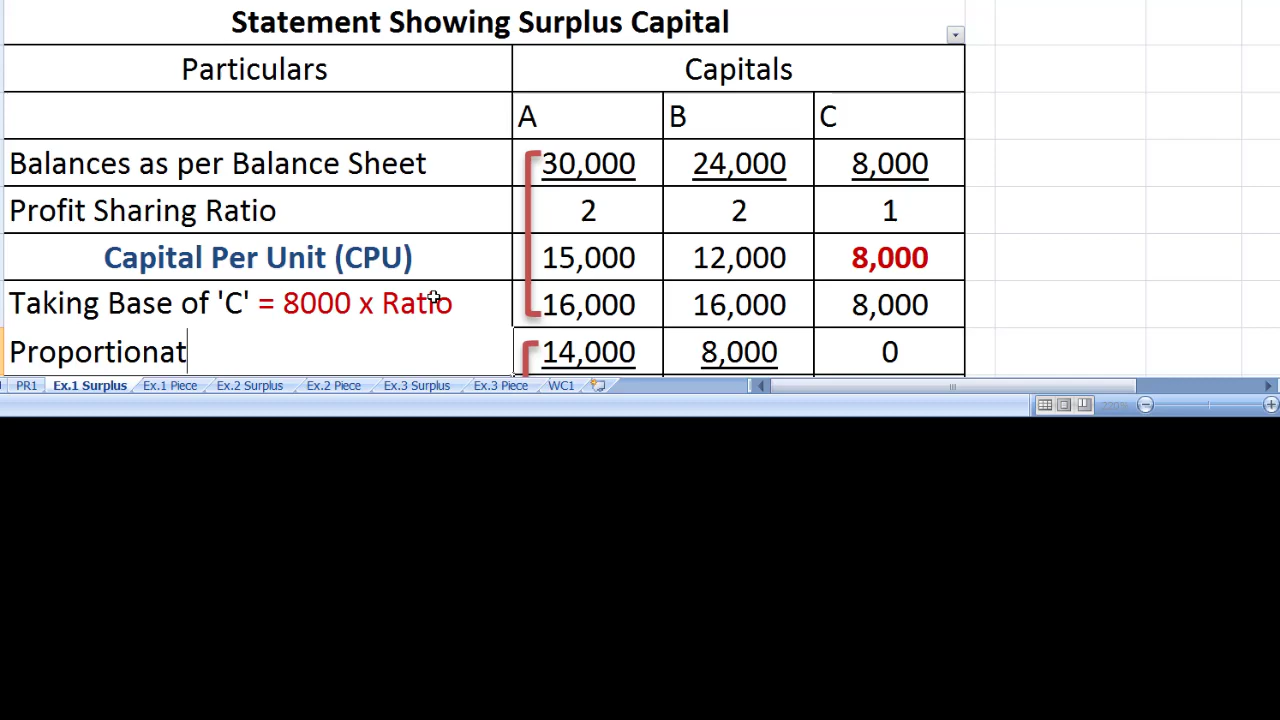 Statement Showing Surplus Capital
Particulars Capitals
A B C
Balances as per Balance Sheet 30,000 24,000 8,000
Profit Sharing Ratio 2 2 1
Capital Per Unit (CPU) 15,000 12,000 8,000
Taking Base of 'C' = 8000 x Ratio 16,000 16,000 8,000
Proportionat 14,000 8,000 0
PR1 Ex.1 Surplus Ex.1 Piece Ex.2 Surplus Ex.2 Piece Ex.3 Surplus Ex.3 Piece WC1
220%